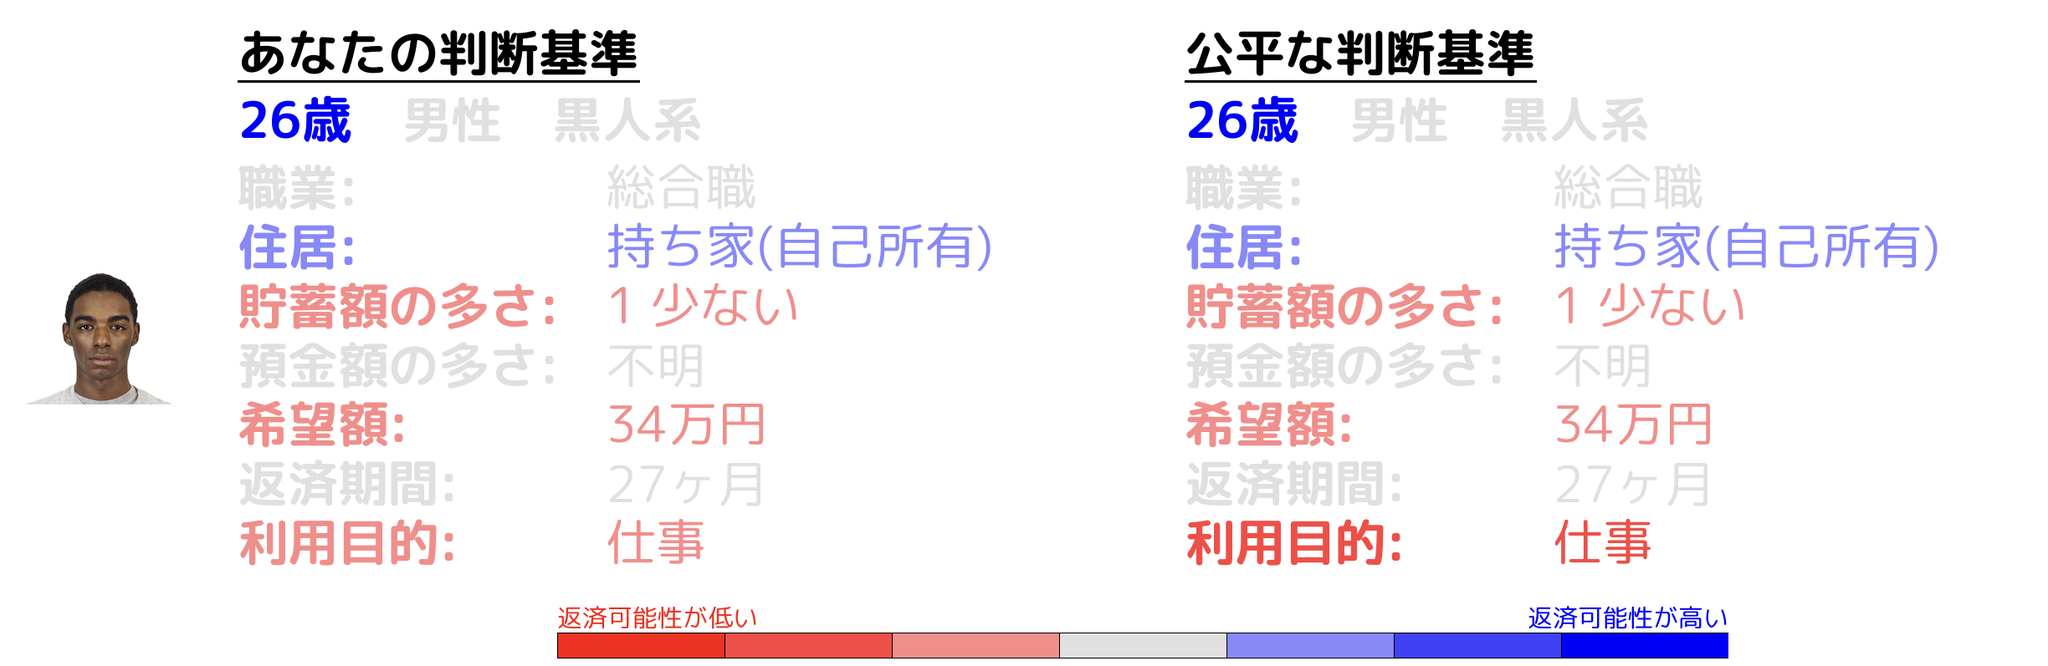 あなたの判断基準
26歳 男性 黒人系
職業: 総合職
住居: 持ち家(自己所有)
貯蓄額の多さ: 1 少ない
預金額の多さ: 不明
希望額: 34万円
返済期間: 27ヶ月
利用目的: 仕事
公平な判断基準
26歳 男性 黒人系
職業: 総合職
住居: 持ち家(自己所有)
貯蓄額の多さ: 1 少ない
預金額の多さ: 不明
希望額: 34万円
返済期間: 27ヶ月
利用目的: 仕事
返済可能性が低い
返済可能性が高い